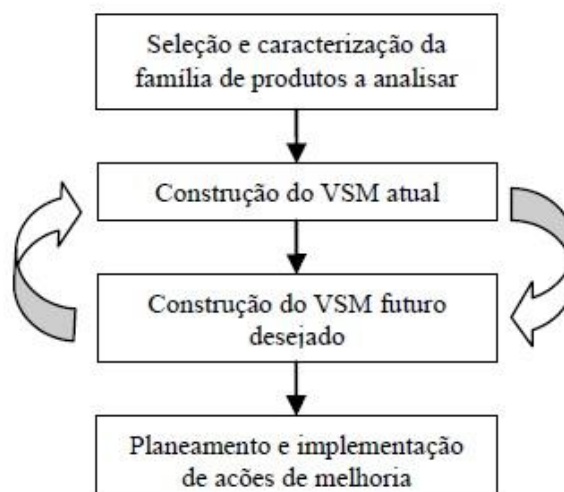 Seleção e caracterização da
família de produtos a analisar
Construção do VSM atual
Construção do VSM futuro
desejado
Planeamento e implementação
de acões de melhoria